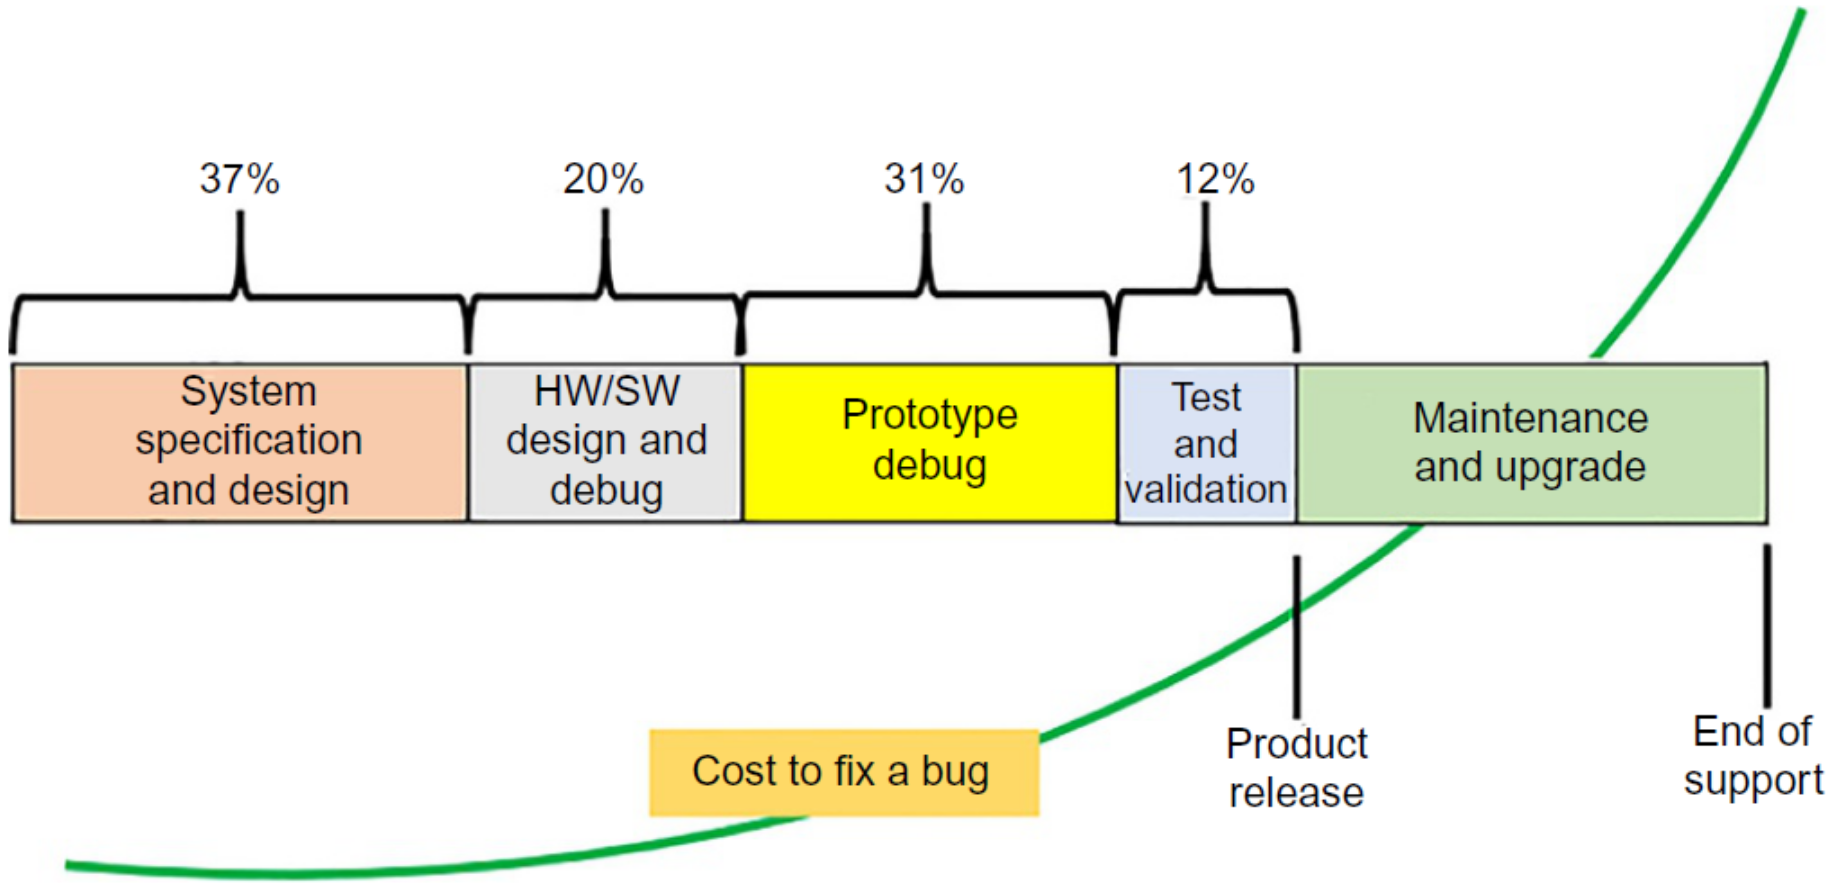 37%
20%
31%
12%
System
specification
and design
HW/SW
design and
debug
Prototype
debug
Test
and
validation
Maintenance
and upgrade
Cost to fix a bug
Product
release
End of
support